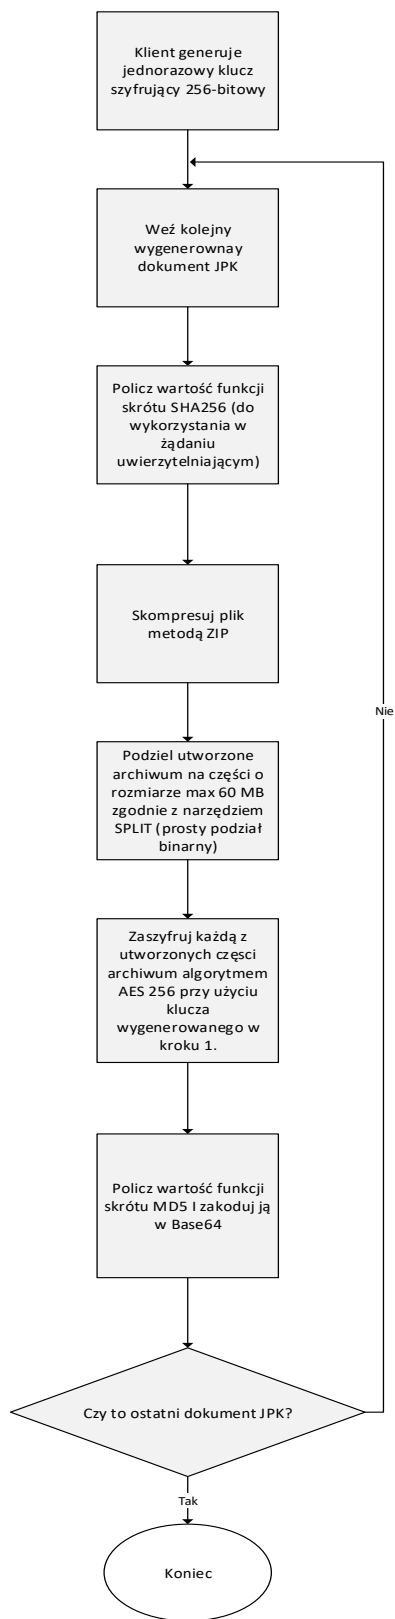 Klient generuje
jednorazowy klucz
szyfrujący 256-bitowy
Weź kolejny
wygenerownay
dokument JPK
Policz wartość funkcji
skrótu SHA256 (do
wykorzystania w
żądaniu
uwierzytelniającym)
Skompresuj plik
metodą ZIP
Nie
Podziel utworzone
archiwum na części o
rozmiarze max 60 MB
zgodnie z narzędziem
SPLIT (prosty podział
binarny)
Zaszyfruj każdą z
utworzonych częsci
archiwum algorytmem
AES 256 przy użyciu
klucza
wygenerowanego w
kroku 1.
Policz wartość funkcji
skrótu MD5 I zakoduj ją
w Base64
Czy to ostatni dokument JPK?
Tak
Koniec